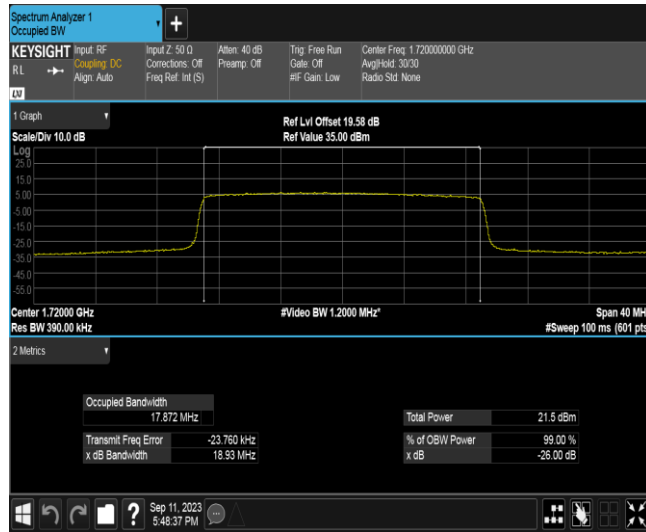 Spectrum Analyzer 1
Occupied BW
+
KEYSIGHT
RL
LXI
Input: RF
Coupling: DC
Align: Auto
Input Z: 50 Ω
Corrections: Off
Freq Ref: Int (S)
Atten: 40 dB
Preamp: Off
Trig: Free Run
Gate: Off
#IF Gain: Low
Center Freq: 1.720000000 GHz
Avg|Hold: 30/30
Radio Std: None
1 Graph
Scale/Div 10.0 dB
Ref Lvl Offset 19.58 dB
Ref Value 35.00 dBm
Log
25.0
15.0
5.00
-5.00
-15.0
-25.0
-35.0
-45.0
-55.0
Center 1.72000 GHz
Res BW 390.00 kHz
#Video BW 1.2000 MHz*
Span 40 MH
#Sweep 100 ms (601 pts
2 Metrics
Occupied Bandwidth
17.872 MHz
Transmit Freq Error -23.760 kHz
x dB Bandwidth 18.93 MHz
Total Power 21.5 dBm
% of OBW Power 99.00 %
x dB -26.00 dB
?
Sep 11, 2023
5:48:37 PM